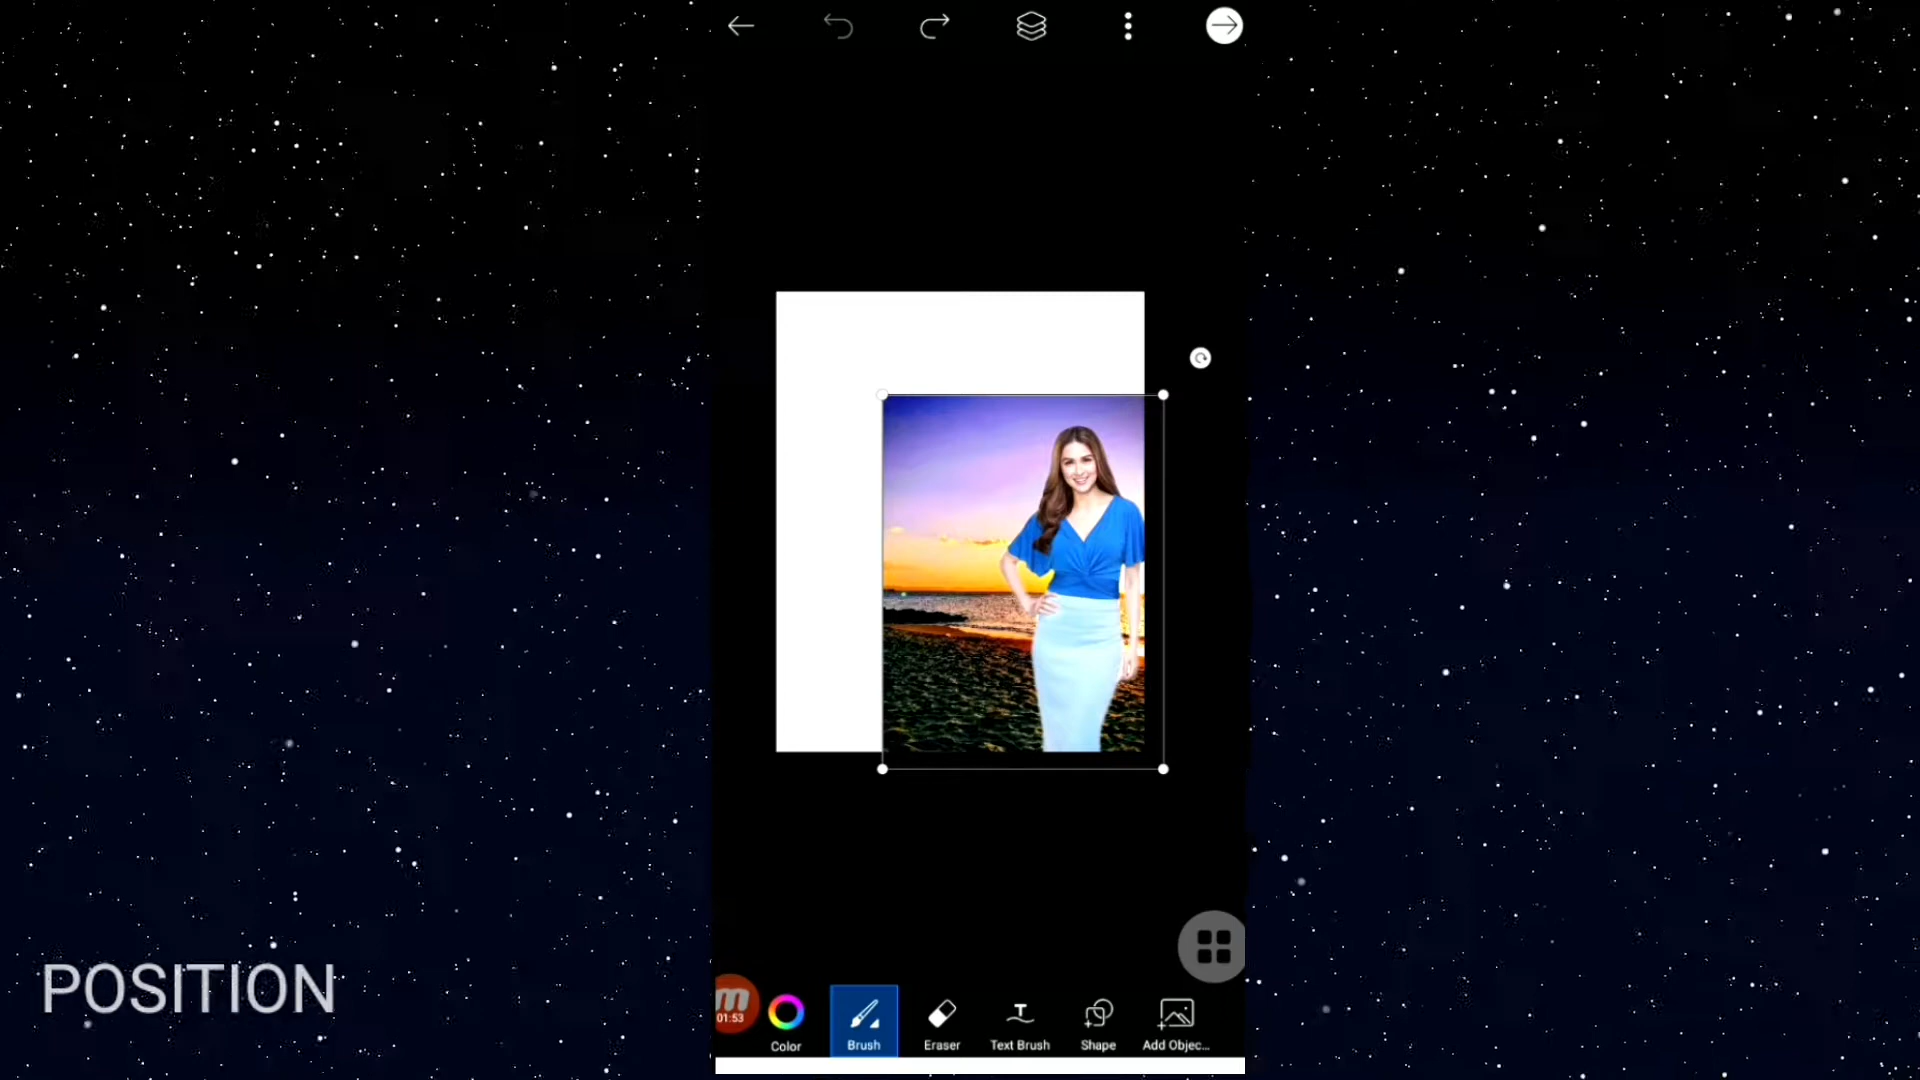 POSITION
m
01:53
Color
Brush
Eraser
Text Brush
Shape
Add Objec...